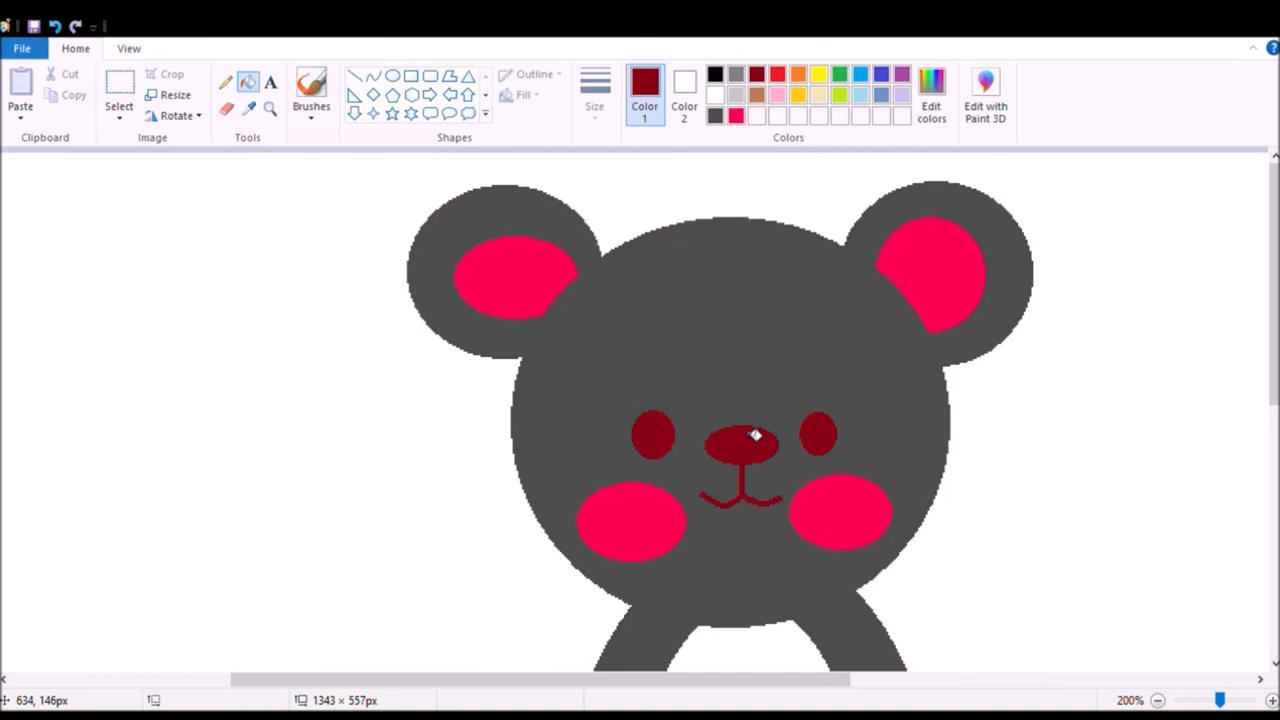 File Home View
Paste
Cut
Copy
Clipboard
Select
Crop
Resize
Rotate
Image
A
Tools
Brushes
Outline
Fill
Shapes
Size
Color 1
Color 2
Edit colors
Colors
Edit with Paint 3D
634, 146px
1343 × 557px
200%